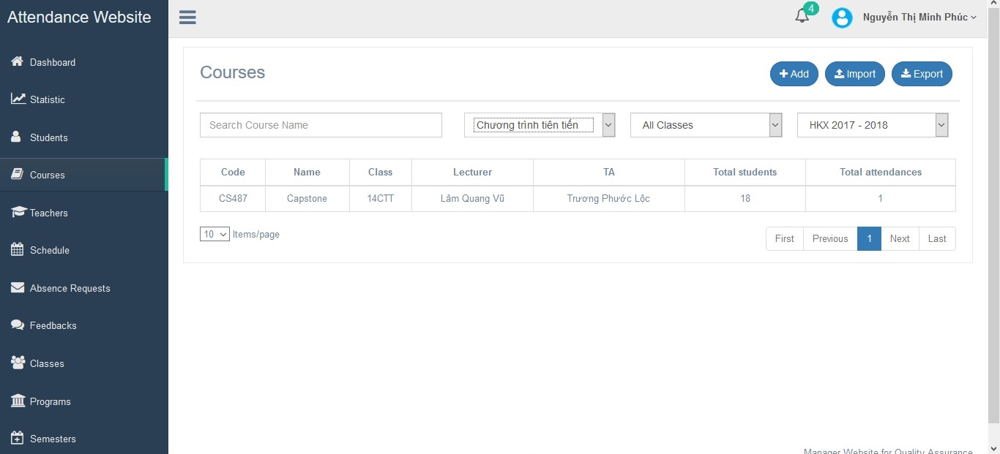 Attendance Website
4
Nguyễn Thị Minh Phúc
Dashboard
Statistic
Students
Courses
Teachers
Schedule
Absence Requests
Feedbacks
Classes
Programs
Semesters
Courses
Add Import Export
Search Course Name Chương trình tiên tiến All Classes HKX 2017 - 2018
Code Name Class Lecturer TA Total students Total attendances
CS487 Capstone 14CTT Lâm Quang Vũ Trương Phước Lộc 18 1
10 Items/page
First Previous 1 Next Last
Manager Website for Quality Assurance